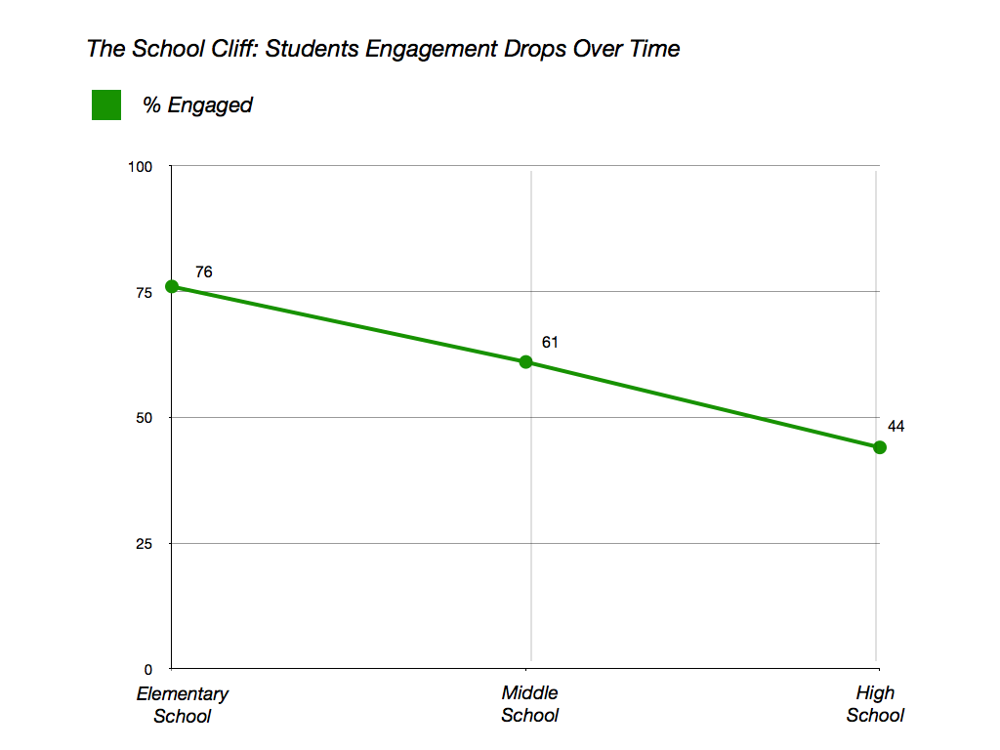 The School Cliff: Students Engagement Drops Over Time
% Engaged
100
76
75
61
50
44
25
0
Elementary
School
Middle
School
High
School